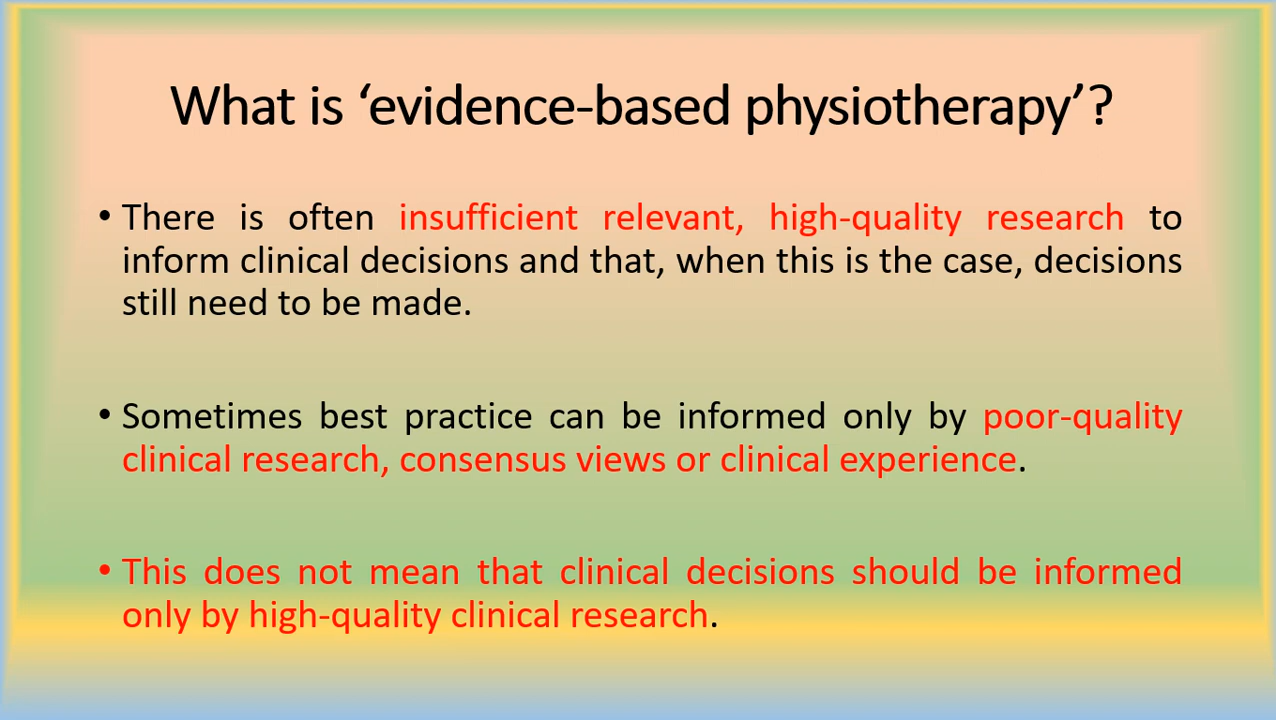 What is ‘evidence-based physiotherapy’?
• There is often insufficient relevant, high-quality research to
inform clinical decisions and that, when this is the case, decisions
still need to be made.
• Sometimes best practice can be informed only by poor-quality
clinical research, consensus views or clinical experience.
• This does not mean that clinical decisions should be informed
only by high-quality clinical research.